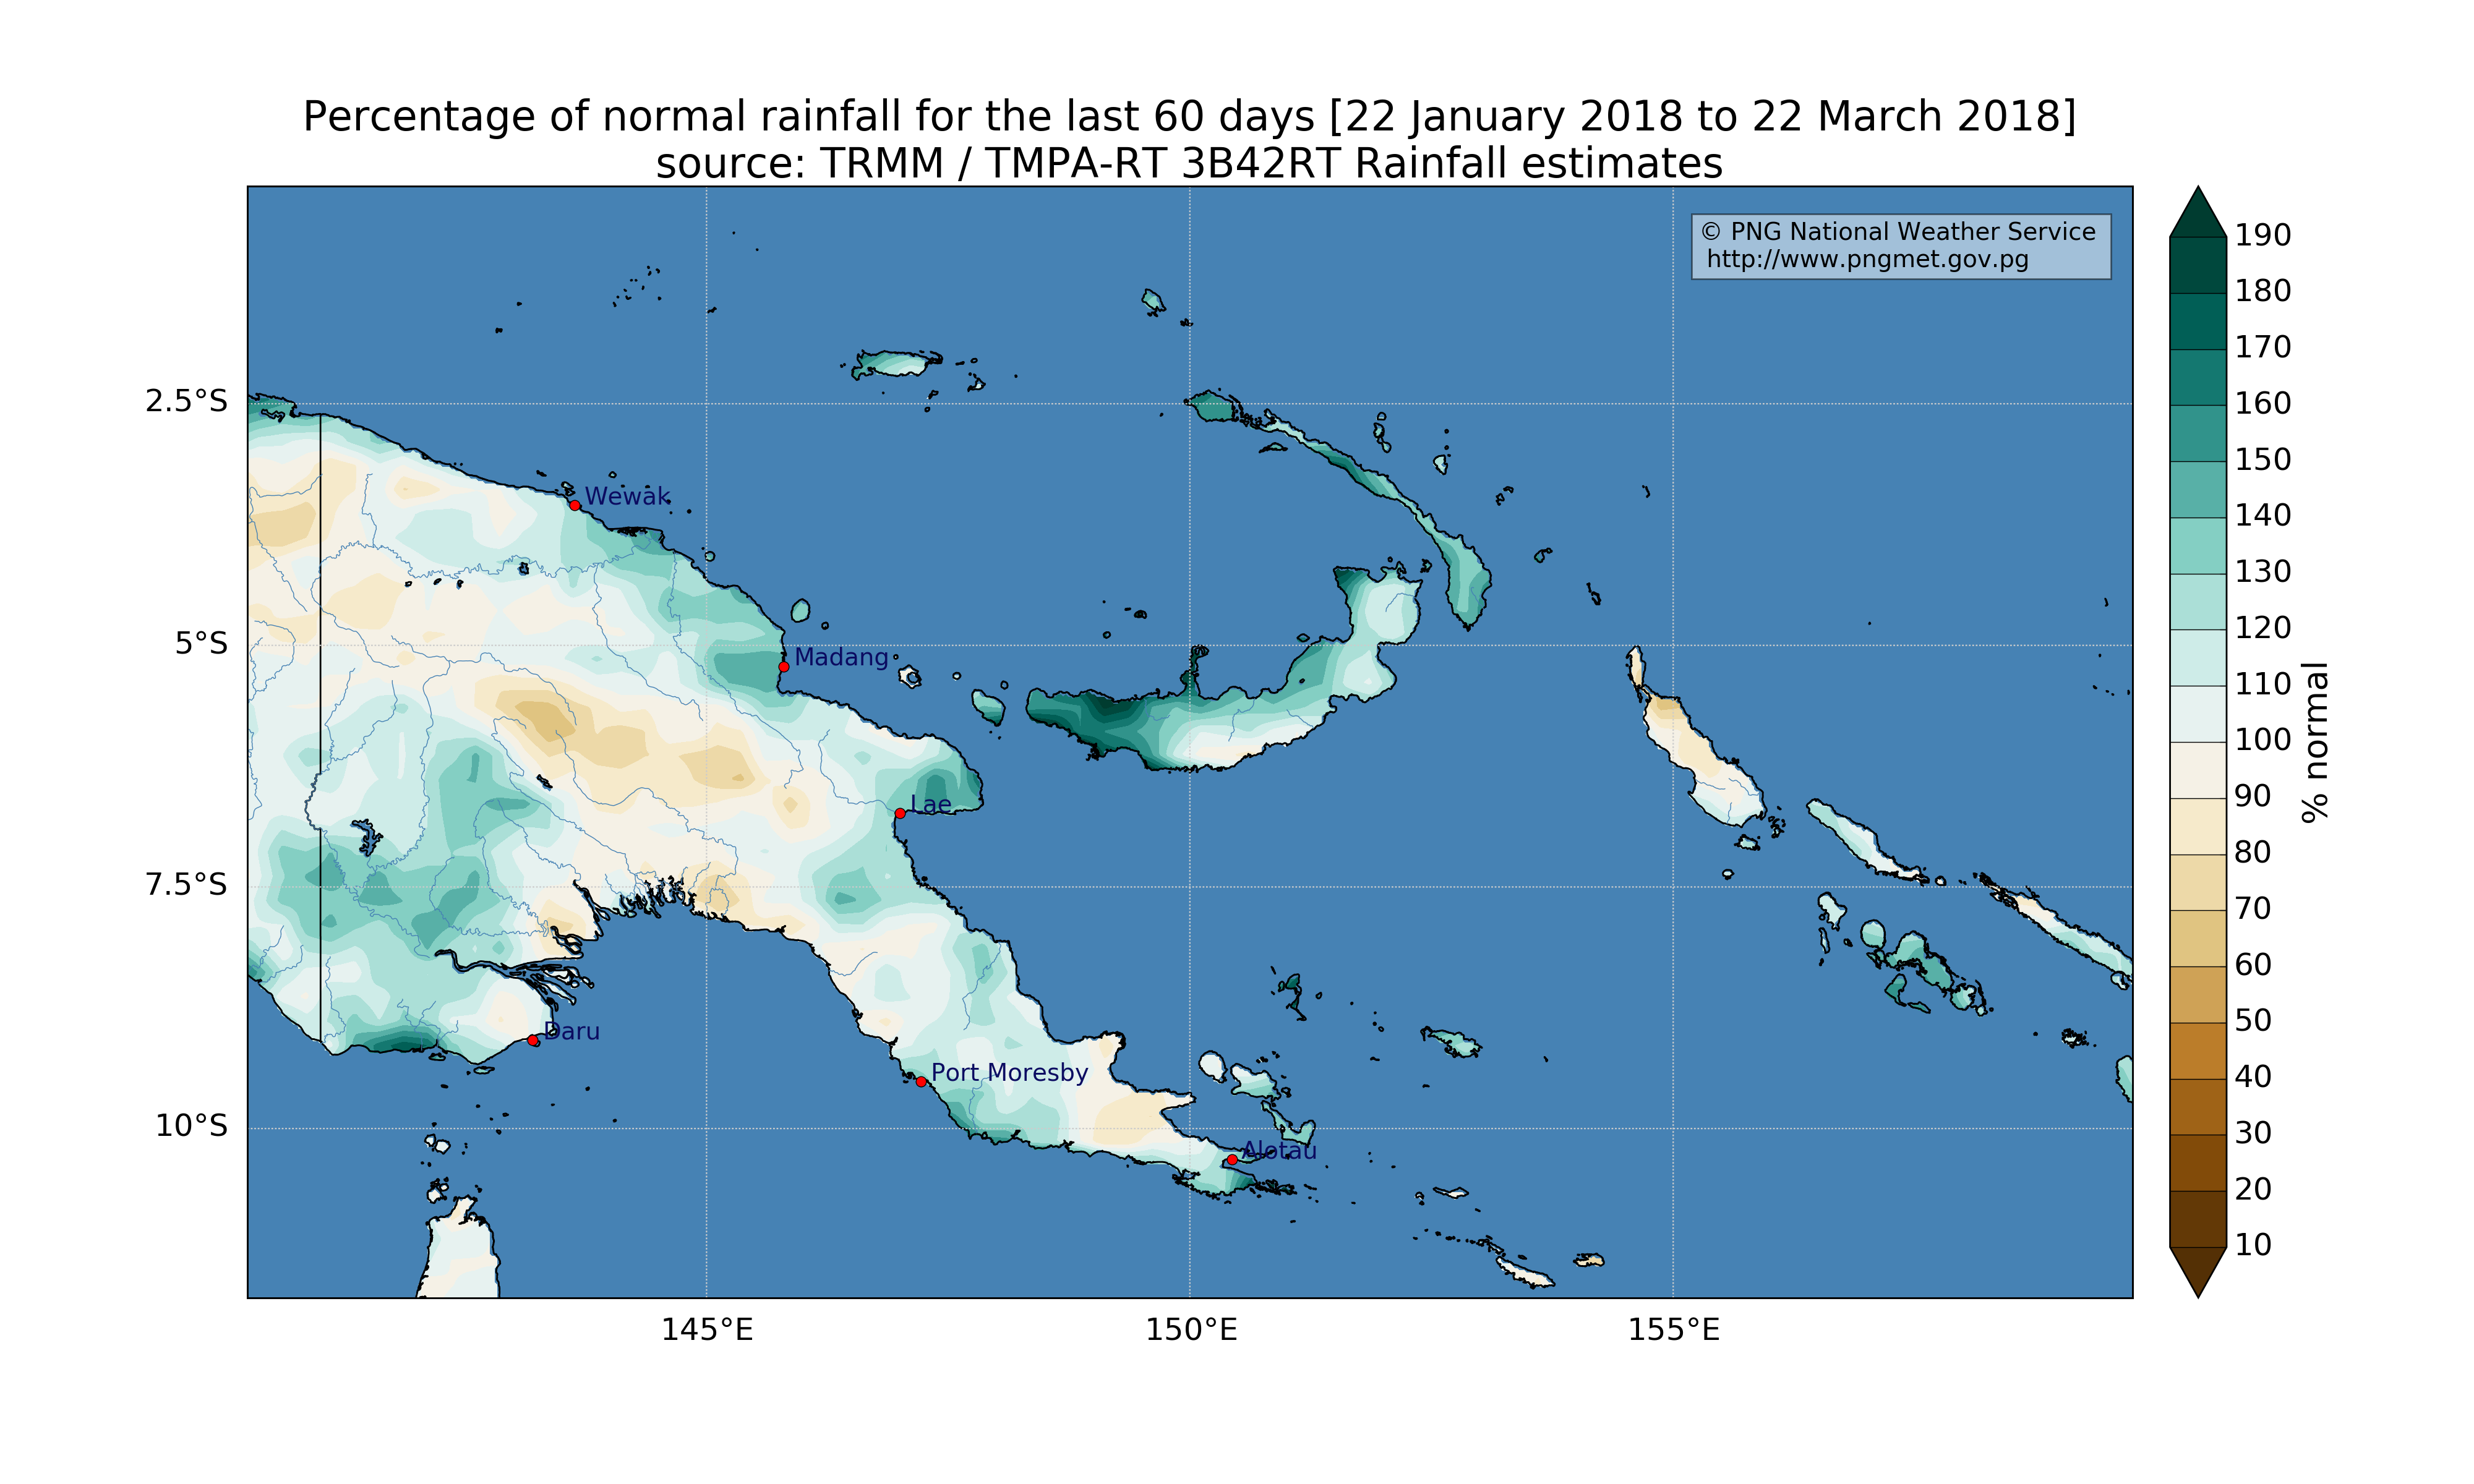 Percentage of normal rainfall for the last 60 days [22 January 2018 to 22 March 2018]
source: TRMM / TMPA-RT 3B42RT Rainfall estimates
© PNG National Weather Service
http://www.pngmet.gov.pg
2.5°S
5°S
7.5°S
10°S
Wewak
Madang
Lae
Daru
Port Moresby
Alotau
145°E
150°E
155°E
190
180
170
160
150
140
130
120
110
100
90
80
70
60
50
40
30
20
10
% normal